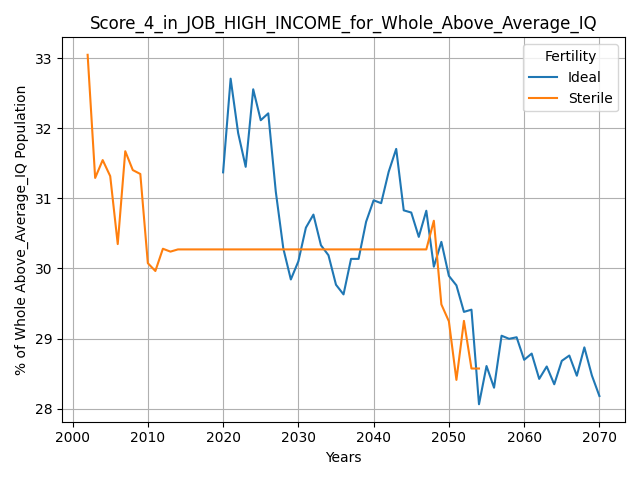 Score_4_in_JOB_HIGH_INCOME_for_Whole_Above_Average_IQ
% of Whole Above_Average_IQ Population
33
32
31
30
29
28
Fertility
Ideal
Sterile
2000 2010 2020 2030 2040 2050 2060 2070
Years